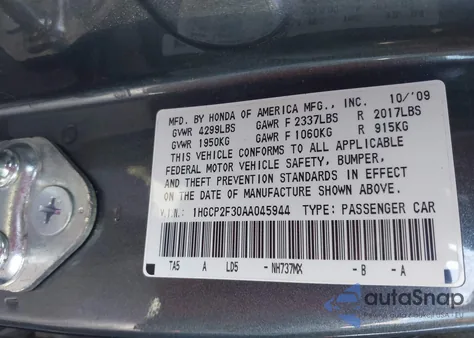 MFD. BY HONDA OF AMERICA MFG., INC. 10/'09
GVWR 4299LBS GAWR F 2337LBS R 2017LBS
GVWR 1950KG GAWR F 1060KG R 915KG
THIS VEHICLE CONFORMS TO ALL APPLICABLE
FEDERAL MOTOR VEHICLE SAFETY, BUMPER,
AND THEFT PREVENTION STANDARDS IN EFFECT
ON THE DATE OF MANUFACTURE SHOWN ABOVE.
V.I.N.: 1HGCP2F30AA045944 TYPE: PASSENGER CAR
TA5 A LD5 -NH737MX -B -A
autoSnap